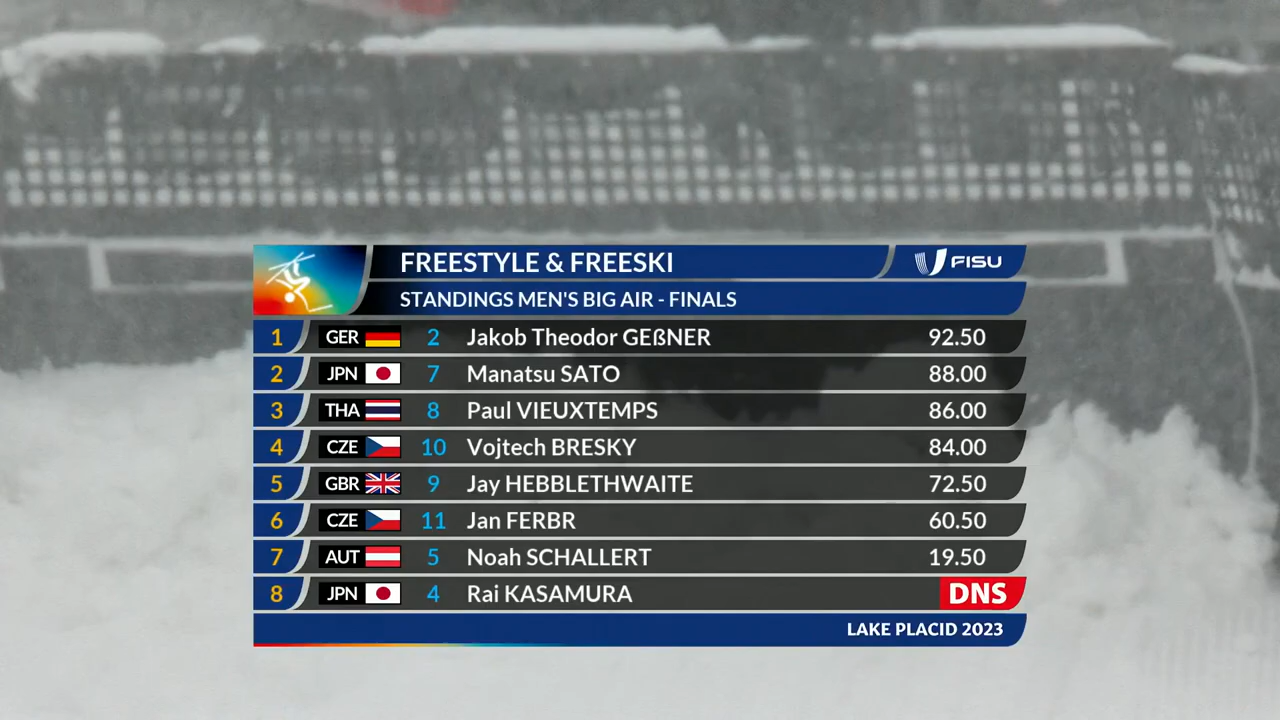 FREESTYLE & FREESKI
FISU
STANDINGS MEN'S BIG AIR - FINALS
1 GER 2 Jakob Theodor GEßNER 92.50
2 JPN 7 Manatsu SATO 88.00
3 THA 8 Paul VIEUXTEMPS 86.00
4 CZE 10 Vojtech BRESKY 84.00
5 GBR 9 Jay HEBBLETHWAITE 72.50
6 CZE 11 Jan FERBR 60.50
7 AUT 5 Noah SCHALLERT 19.50
8 JPN 4 Rai KASAMURA DNS
LAKE PLACID 2023